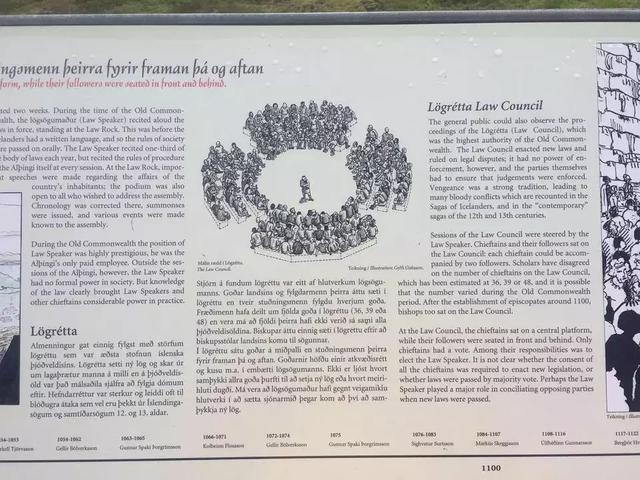 ngsmenn þeirra fyrir framan þá og aftan
form, while their followers were seated in front and behind.
ted two weeks. During the time of the Old Common-
alth, the lögsögumaður (Law Speaker) recited aloud the
s in force, standing at the Law Rock. This was before the
elanders had a written language, and so the rules of society
re passed on orally. The Law Speaker recited one-third of
body of laws each year, but recited the rules of procedure
the Alþingi itself at every session. At the Law Rock, impor-
t speeches were made regarding the affairs of the
country's inhabitants; the podium was also
open to all who wished to address the assembly.
Chronology was corrected there, summonses
were issued, and various events were made
known to the assembly.
During the Old Commonwealth the position of
Law Speaker was highly prestigious, he was the
Alþingi's only paid employee. Outside the ses-
sions of the Alþingi, however, the Law Speaker
had no formal power in society. But knowledge
of the law clearly brought Law Speakers and
other chieftains considerable power in practice.
Lögrétta
Almenningur gat einnig fylgst með störfum
lögréttu sem var æðsta stofnun íslenska
þjóðveldisins. Lögrétta setti ný lög og skar úr
um lagaþrætur manna á milli en á þjóðveldis-
öld var það málsaðila sjálfra að fylgja dómum
eftir. Hefndarréttur var sterkur og leiddi oft til
blóðugra átaka sem vel eru þekkt úr Íslendinga-
sögum og samtíðarsögum 12. og 13. aldar.
Málin rædd í Lögréttu.
The Law Council.
Teikning / Illustration: Gylfi Gíslason.
Stjórn á fundum lögréttu var eitt af hlutverkum lögsögu-
manns. Goðar landsins og fylgdarmenn þeirra áttu sæti í
lögréttu en tveir stuðningsmenn fylgdu hverjum goða.
Fræðimenn hafa deilt um fjölda goða í lögréttu (36, 39 eða
48) en vera má að fjöldi þeirra hafi ekki verið sá sami alla
þjóðveldisöldina. Biskupar áttu einnig sæti í lögréttu eftir að
biskupsstólar landsins komu til sögunnar.
Í lögréttu sátu goðar á miðpalli en stuðningsmenn þeirra
fyrir framan þá og aftan. Goðarnir höfðu einir atkvæðisrétt
og kusu m.a. í embætti lögsögumanns. Ekki er ljóst hvort
samþykki allra goða þurfti til að setja ný lög eða hvort meiri-
hluti dugði. Má vera að lögsögumaður hafi gegnt veigamiklu
hlutverki í að sætta sjónarmið þegar kom að því að sam-
þykkja ný lög.
Lögrétta Law Council
The general public could also observe the pro-
ceedings of the Lögrétta (Law Council), which
was the highest authority of the Old Common-
wealth. The Law Council enacted new laws and
ruled on legal disputes; it had no power of en-
forcement, however, and the parties themselves
had to ensure that judgements were enforced.
Vengeance was a strong tradition, leading to
many bloody conflicts which are recounted in the
Sagas of Icelanders, and in the "contemporary"
sagas of the 12th and 13th centuries.
Sessions of the Law Council were steered by the
Law Speaker. Chieftains and their followers sat on
the Law Council: each chieftain could be accom-
panied by two followers. Scholars have disagreed
on the number of chieftains on the Law Council,
which has been estimated at 36, 39 or 48, and it is possible
that the number varied during the Old Commonwealth
period. After the establishment of episcopates around 1100,
bishops too sat on the Law Council.
At the Law Council, the chieftains sat on a central platform,
while their followers were seated in front and behind. Only
chieftains had a vote. Among their responsibilities was to
elect the Law Speaker. It is not clear whether the consent of
all the chieftains was required to enact new legislation, or
whether laws were passed by majority vote. Perhaps the Law
Speaker played a major role in conciliating opposing parties
when new laws were passed.
Teikning / Illustr
34-1053 1054-1062 1063-1065 1066-1071 1072-1074 1075 1076-1083 1084-1107 1108-1116 1117-1122
Gellir Bölverksson Gunnar Spaki Þorgrímsson Kolbeinn Flosason Gellir Bölverksson Gunnar Spaki Þorgrímsson Sighvatur Surtsson Markús Skeggjason Úlfhéðinn Gunnarsson Bergþór
1100